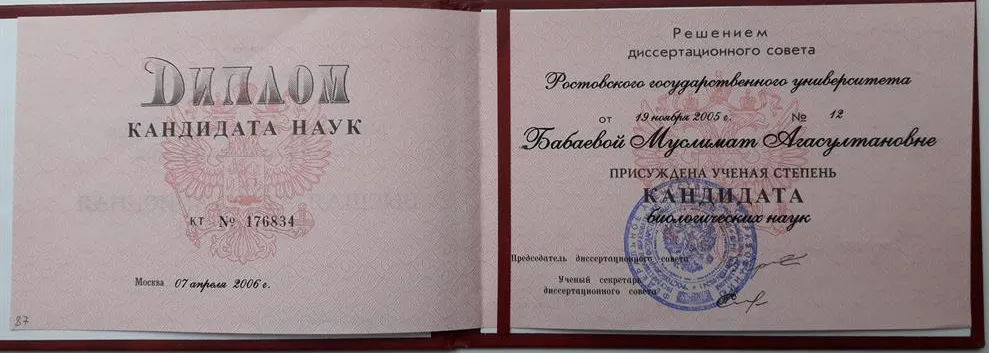 ДИПЛОМ
КАНДИДАТА НАУК
КТ № 176834
Москва 07 апреля 2006 г.
87
Решением
диссертационного совета
Ростовского государственного университета
от 19 ноября 2005 г. № 12
Бабаевой Муслимат Агасултановне
ПРИСУЖДЕНА УЧЕНАЯ СТЕПЕНЬ
КАНДИДАТА
биологических наук
Председатель диссертационного совета
Ученый секретарь
диссертационного совета